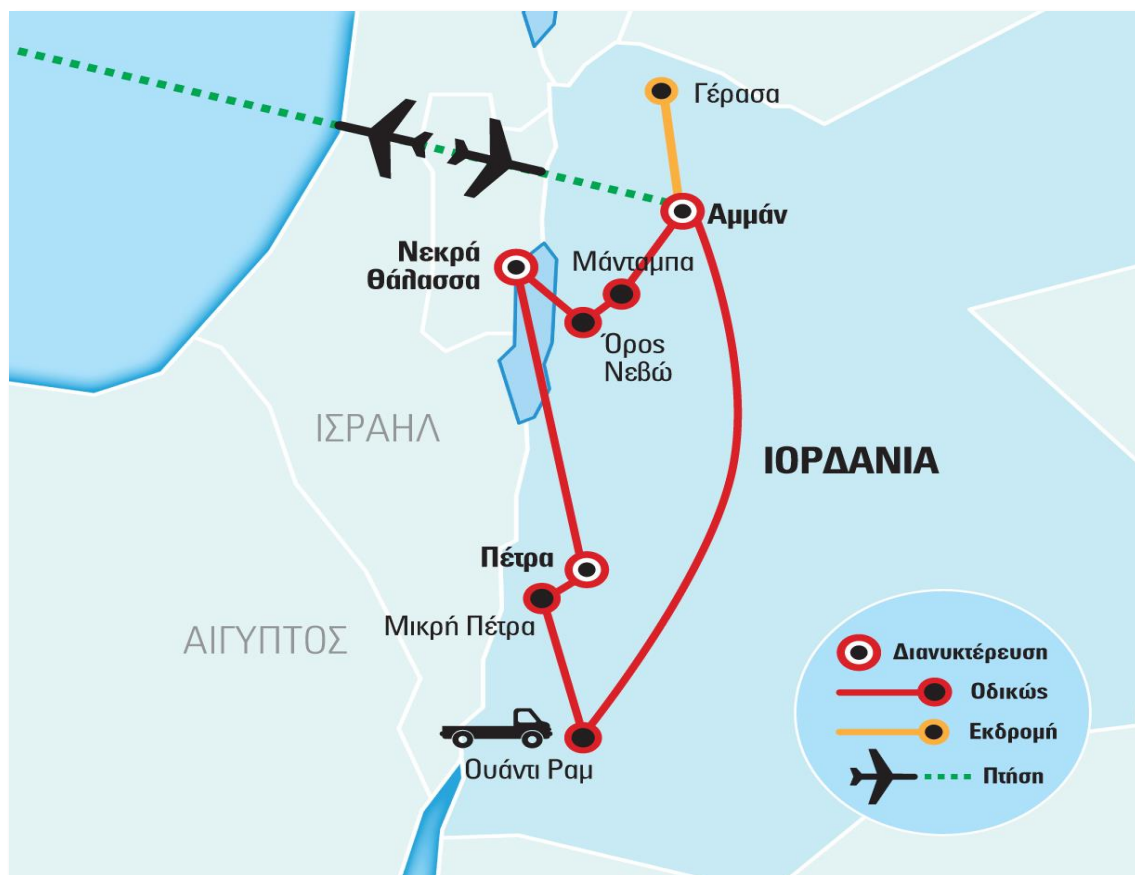 Γέρασα
Αμμάν
Νεκρά
Θάλασσα
Μάνταμπα
Όρος
Νεβώ
ΙΣΡΑΗΛ
ΙΟΡΔΑΝΙΑ
Πέτρα
Μικρή Πέτρα
ΑΙΓΥΠΤΟΣ
Ουάντι Ραμ
Διανυκτέρευση
Οδικώς
Εκδρομή
Πτήση